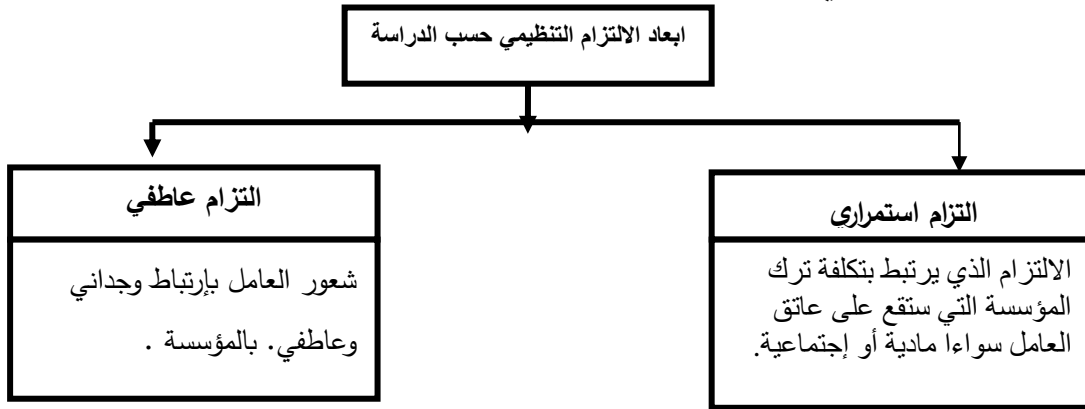 ابعاد الالتزام التنظيمي حسب الدراسة
التزام استمراري
الالتزام الذي يرتبط بتكلفة ترك
المؤسسة التي ستقع على عاتق
العامل سواءا مادية أو إجتماعية.
التزام عاطفي
شعور العامل بإرتباط وجداني
وعاطفي. بالمؤسسة .